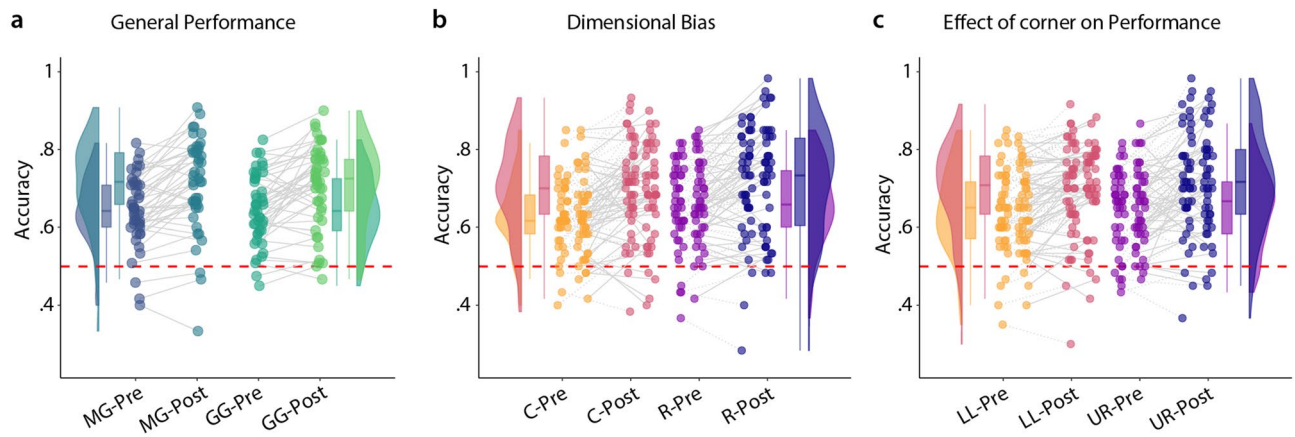 a General Performance
Accuracy
1
.8
.6
.4
MG-Pre
MG-Post
GG-Pre
GG-Post
b Dimensional Bias
Accuracy
1
.8
.6
.4
C-Pre
C-Post
R-Pre
R-Post
c Effect of corner on Performance
Accuracy
1
.8
.6
.4
LL-Pre
LL-Post
UR-Pre
UR-Post